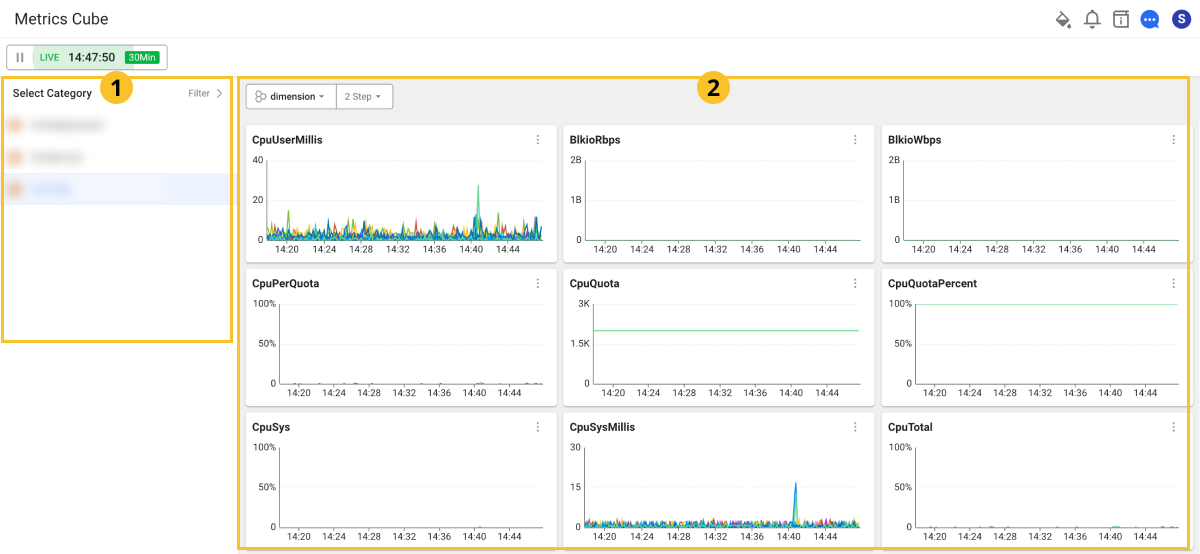 Metrics Cube
S
LIVE 14:47:50 30Min
1
2
Select Category
Filter
dimension
2 Step
CpuUserMillis
40
20
0
14:20 14:24 14:28 14:32 14:36 14:40 14:44
BlkioRbps
2B
1B
0
14:20 14:24 14:28 14:32 14:36 14:40 14:44
BlkioWbps
2B
1B
0
14:20 14:24 14:28 14:32 14:36 14:40 14:44
CpuPerQuota
100%
50%
0
14:20 14:24 14:28 14:32 14:36 14:40 14:44
CpuQuota
3K
1.5K
0
14:20 14:24 14:28 14:32 14:36 14:40 14:44
CpuQuotaPercent
100%
50%
0
14:20 14:24 14:28 14:32 14:36 14:40 14:44
CpuSys
100%
50%
0
14:20 14:24 14:28 14:32 14:36 14:40 14:44
CpuSysMillis
30
15
0
14:20 14:24 14:28 14:32 14:36 14:40 14:44
CpuTotal
100%
50%
0
14:20 14:24 14:28 14:32 14:36 14:40 14:44